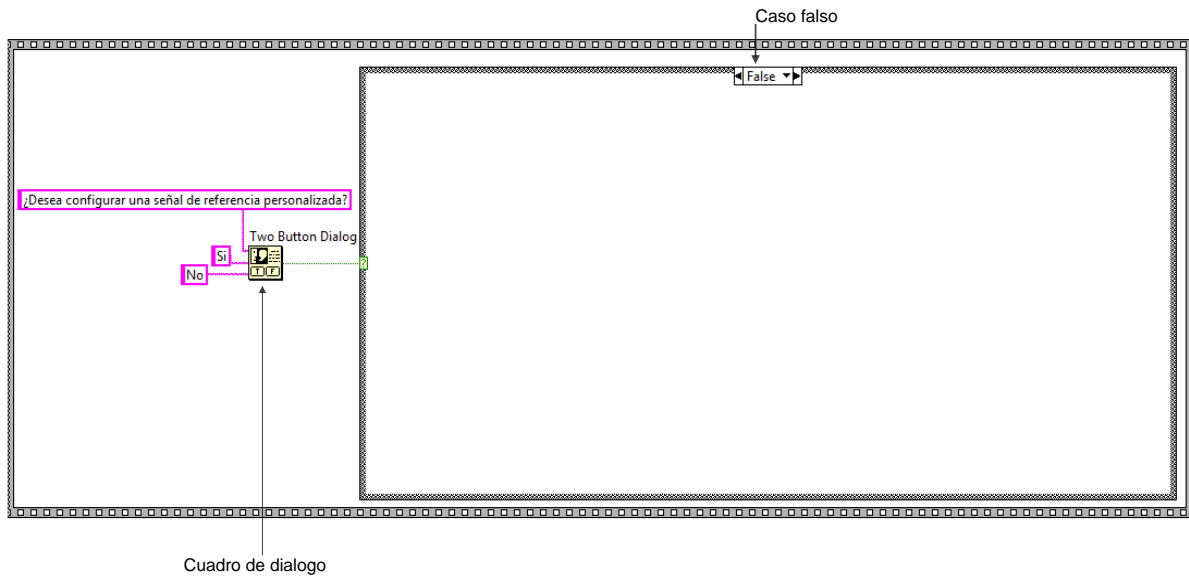 Caso falso
False
¿Desea configurar una señal de referencia personalizada?
Two Button Dialog
Si
No
T F
?
Cuadro de dialogo